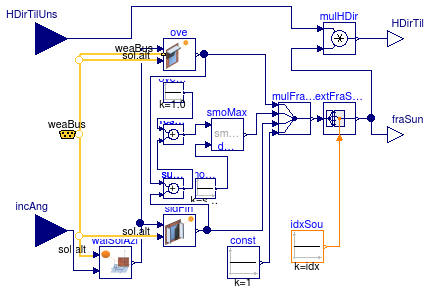 HDirTilUns
ove
mulHDir
HDirTil
weaBus
sol.alt
k=1.0
smoMax
sm...
d...
mulFra...
extFraS...
fraSun
weaBus
su...
k=s...
incAng
sidFin
sol.alt
sol.alt
walSolAzi
const
k=1
idxSou
k=idx